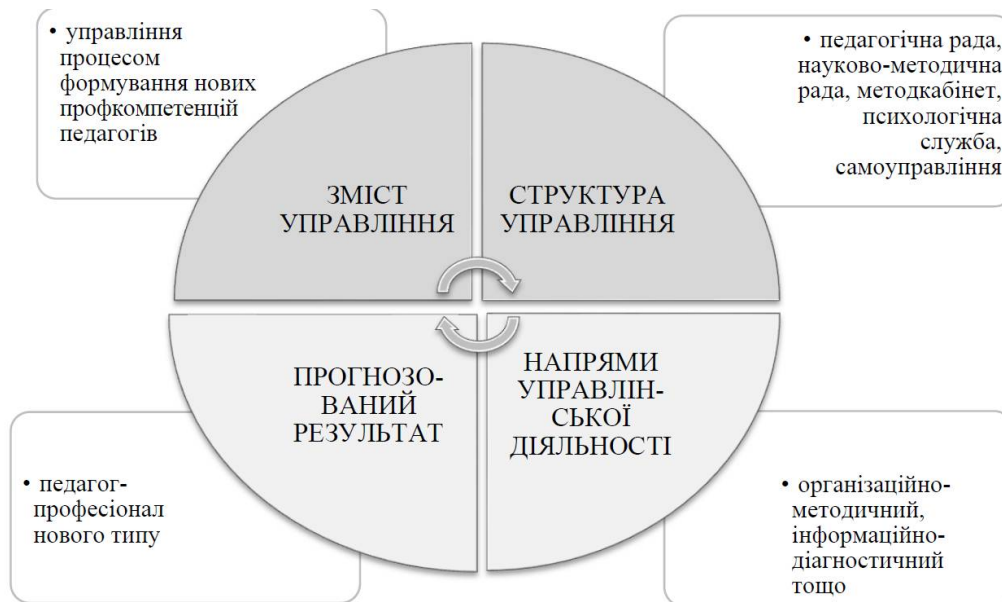 • управління
процесом
формування нових
профкомпетенцій
педагогів
• педагогічна рада,
науково-методична
рада, методкабінет,
психологічна
служба,
самоуправління
ЗМІСТ
УПРАВЛІННЯ
СТРУКТУРА
УПРАВЛІННЯ
ПРОГНОЗО-
ВАНИЙ
РЕЗУЛЬТАТ
НАПРЯМИ
УПРАВЛІН-
СЬКОЇ
ДІЯЛЬНОСТІ
• педагог-
професіонал
нового типу
• організаційно-
методичний,
інформаційно-
діагностичний
тощо